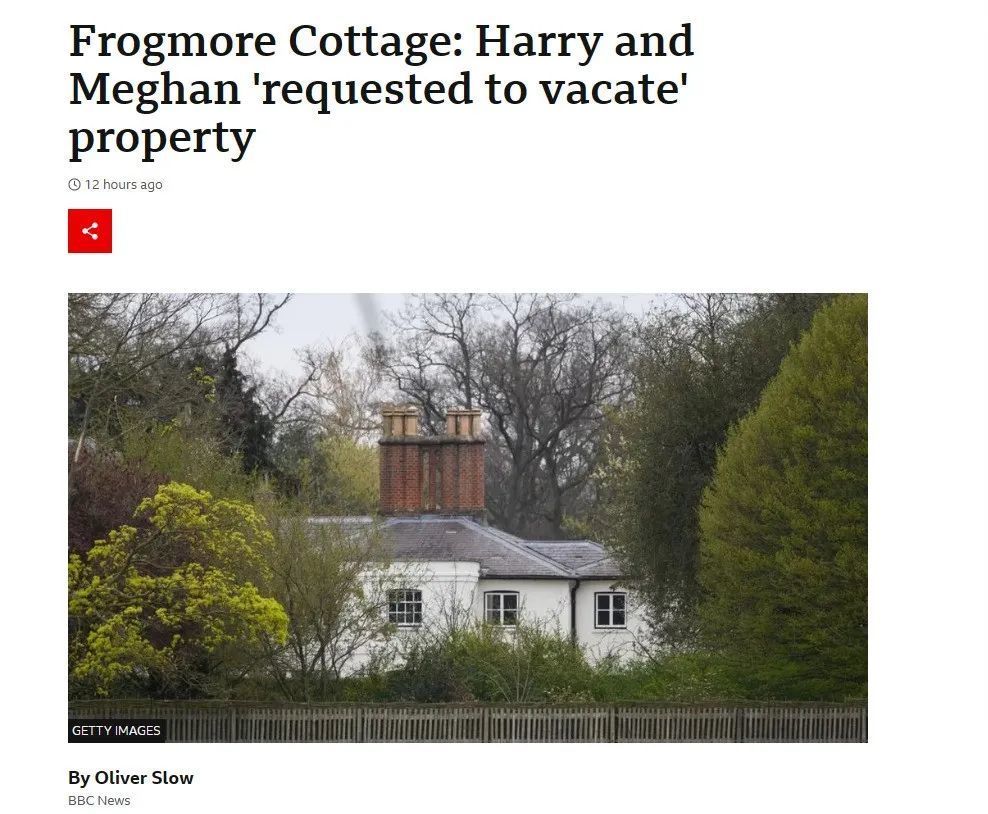 Frogmore Cottage: Harry and
Meghan 'requested to vacate'
property
12 hours ago
GETTY IMAGES
By Oliver Slow
BBC News